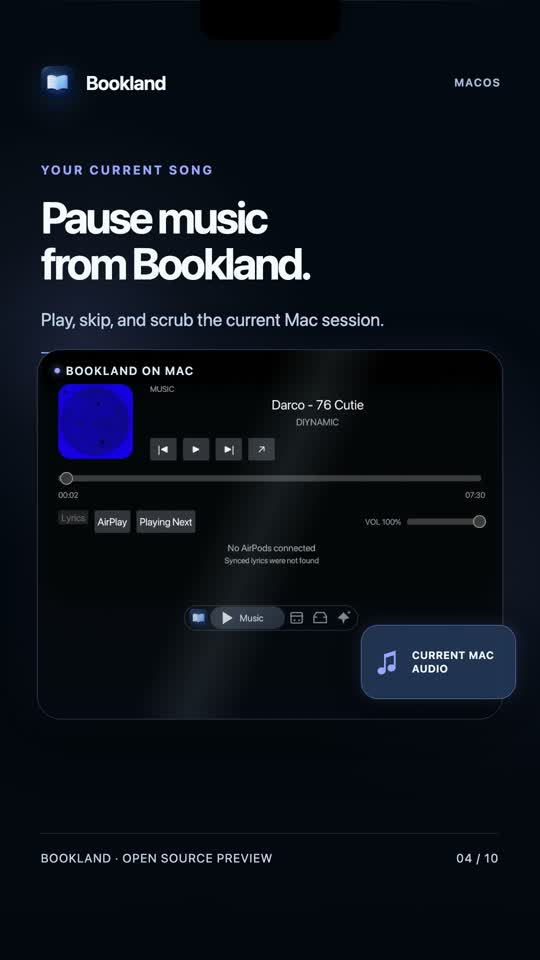 Bookland
MACOS
YOUR CURRENT SONG
Pause music
from Bookland.
Play, skip, and scrub the current Mac session.
BOOKLAND ON MAC
MUSIC
Darco - 76 Cutie
DIYNAMIC
00:02
07:30
Lyrics
AirPlay
Playing Next
VOL 100%
No AirPods connected
Synced lyrics were not found
Music
CURRENT MAC
AUDIO
BOOKLAND · OPEN SOURCE PREVIEW
04 / 10